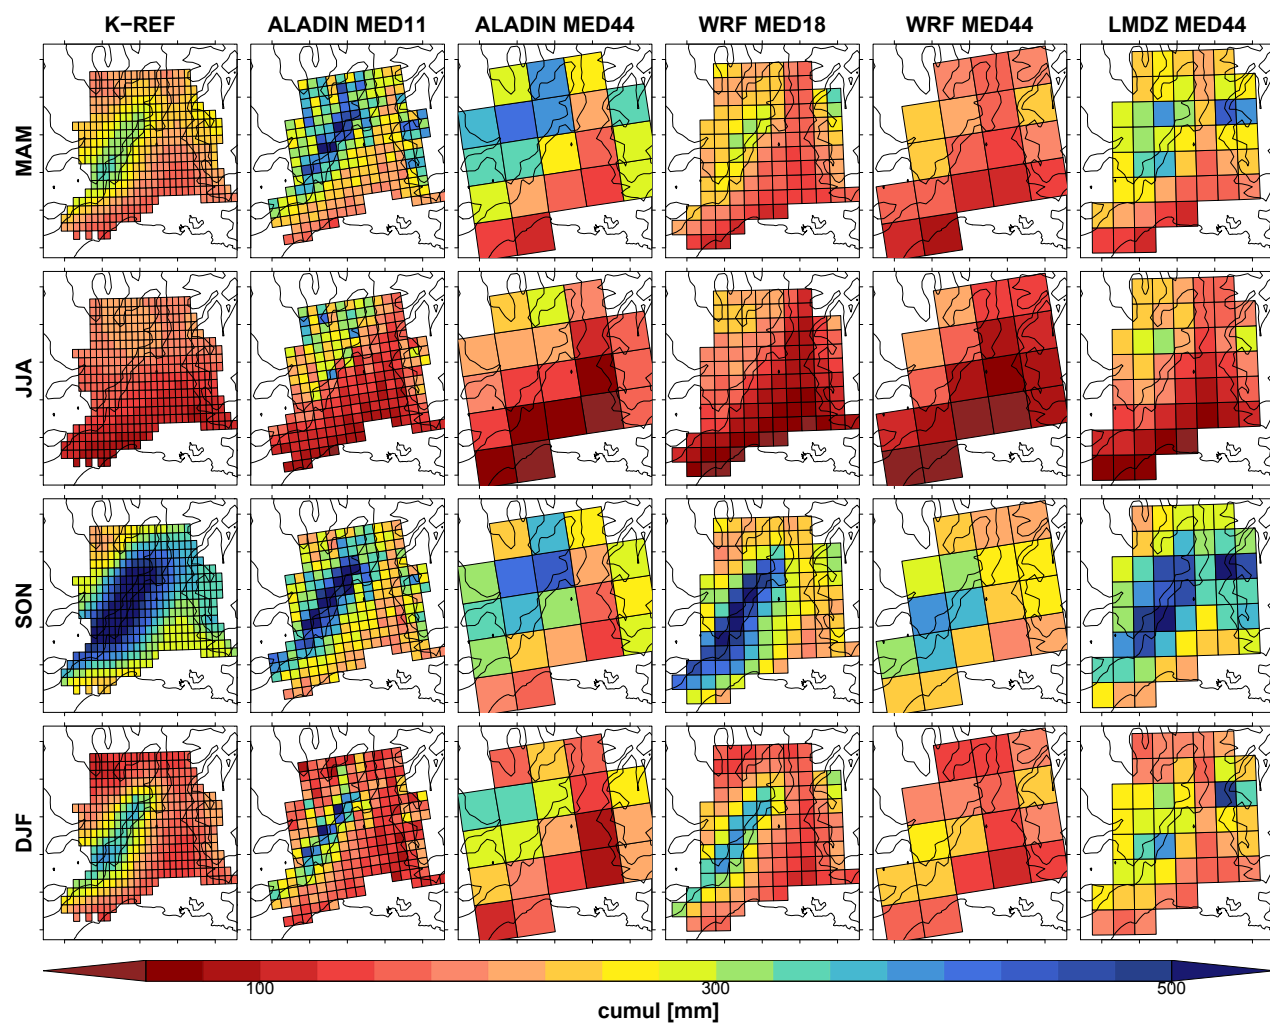 K−REF ALADIN MED11 ALADIN MED44 WRF MED18 WRF MED44 LMDZ MED44
MAM
JJA
SON
DJF
100 300 500
cumul [mm]